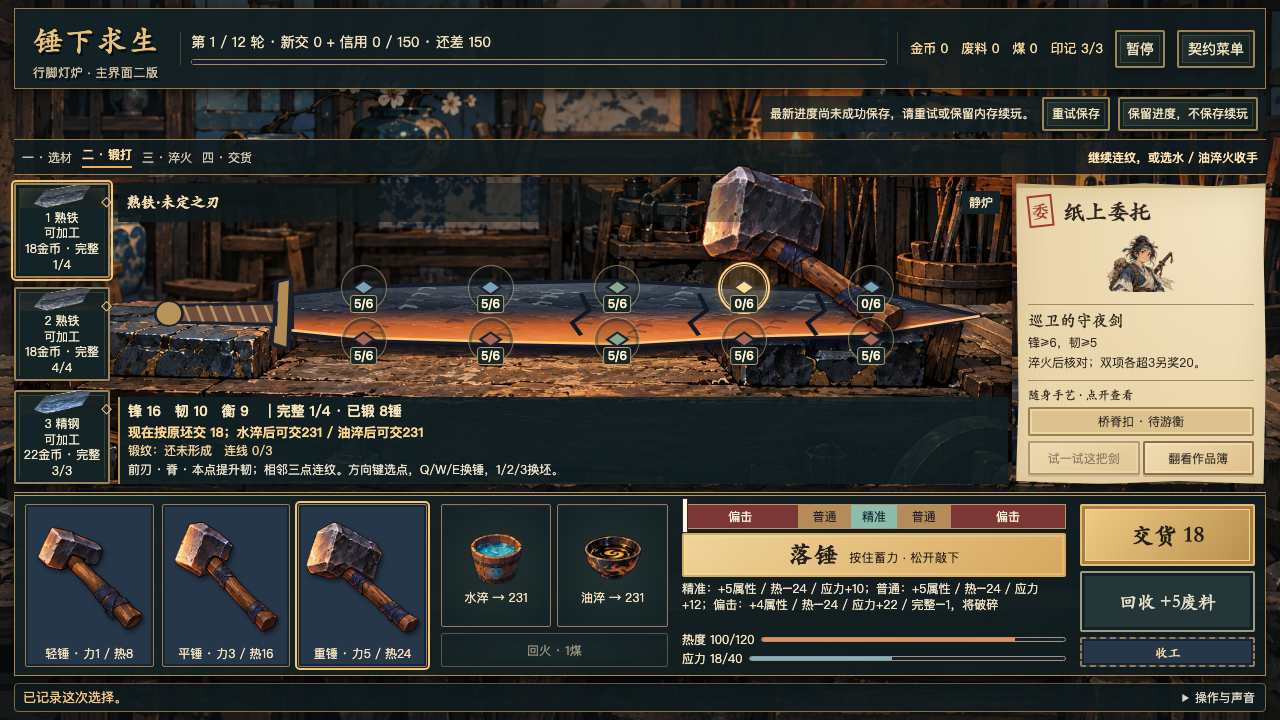 锤下求生
行脚灯炉 · 主界面二版
第 1 / 12 轮 · 新交 0 + 信用 0 / 150 · 还差 150
金币 0 废料 0 煤 0 印记 3/3
暂停
契约菜单
最新进度尚未成功保存，请重试或保留内存续玩。
重试保存
保留进度，不保存续玩
一 · 选材 二 · 锻打 三 · 淬火 四 · 交货
继续连纹，或选水 / 油淬火收手
1 熟铁
可加工
18金币 · 完整
1/4
2 熟铁
可加工
18金币 · 完整
4/4
3 精钢
可加工
22金币 · 完整
3/3
熟铁·未定之刃
静炉
5/6 5/6 5/6 0/6 0/6
5/6 5/6 5/6 5/6 5/6
锋 16 韧 10 衡 9 | 完整 1/4 · 已锻 8锤
现在按原坯交 18；水淬后可交231 / 油淬后可交231
锻纹：还未形成 连线 0/3
前刃 · 脊 · 本点提升韧；相邻三点连纹。方向键选点，Q/W/E换锤，1/2/3换坯。
委
纸上委托
巡卫的守夜剑
锋≥6，韧≥5
淬火后核对；双项各超3另奖20。
随身手艺 · 点开查看
桥脊扣 · 待游衡
试一试这把剑
翻看作品簿
轻锤 · 力1 / 热8
平锤 · 力3 / 热16
重锤 · 力5 / 热24
水淬 → 231
油淬 → 231
回火 · 1煤
偏击 普通 精准 普通 偏击
落锤 按住蓄力 · 松开敲下
精准：+5属性 / 热−24 / 应力+10；普通：+5属性 / 热−24 / 应力
+12；偏击：+4属性 / 热−24 / 应力+22 / 完整−1，将破碎
热度 100/120
应力 18/40
交货 18
回收 +5废料
收工
已记录这次选择。
▶ 操作与声音